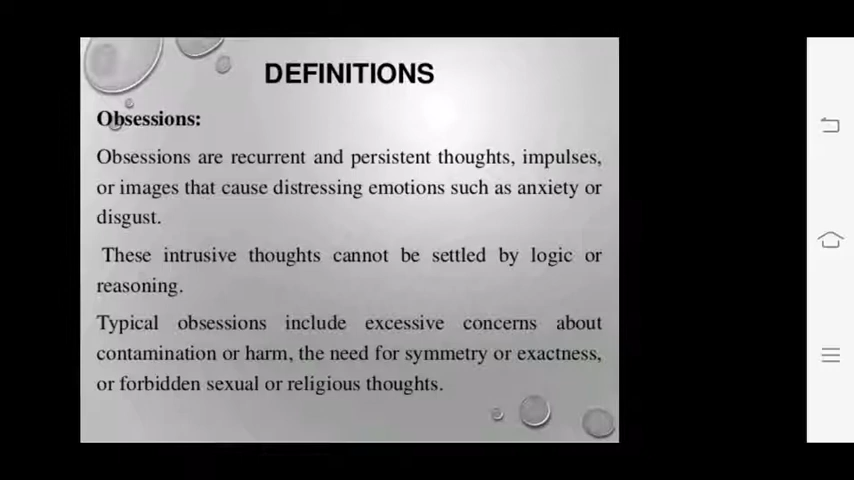 DEFINITIONS
Obsessions:
Obsessions are recurrent and persistent thoughts, impulses,
or images that cause distressing emotions such as anxiety or
disgust.
These intrusive thoughts cannot be settled by logic or
reasoning.
Typical obsessions include excessive concerns about
contamination or harm, the need for symmetry or exactness,
or forbidden sexual or religious thoughts.